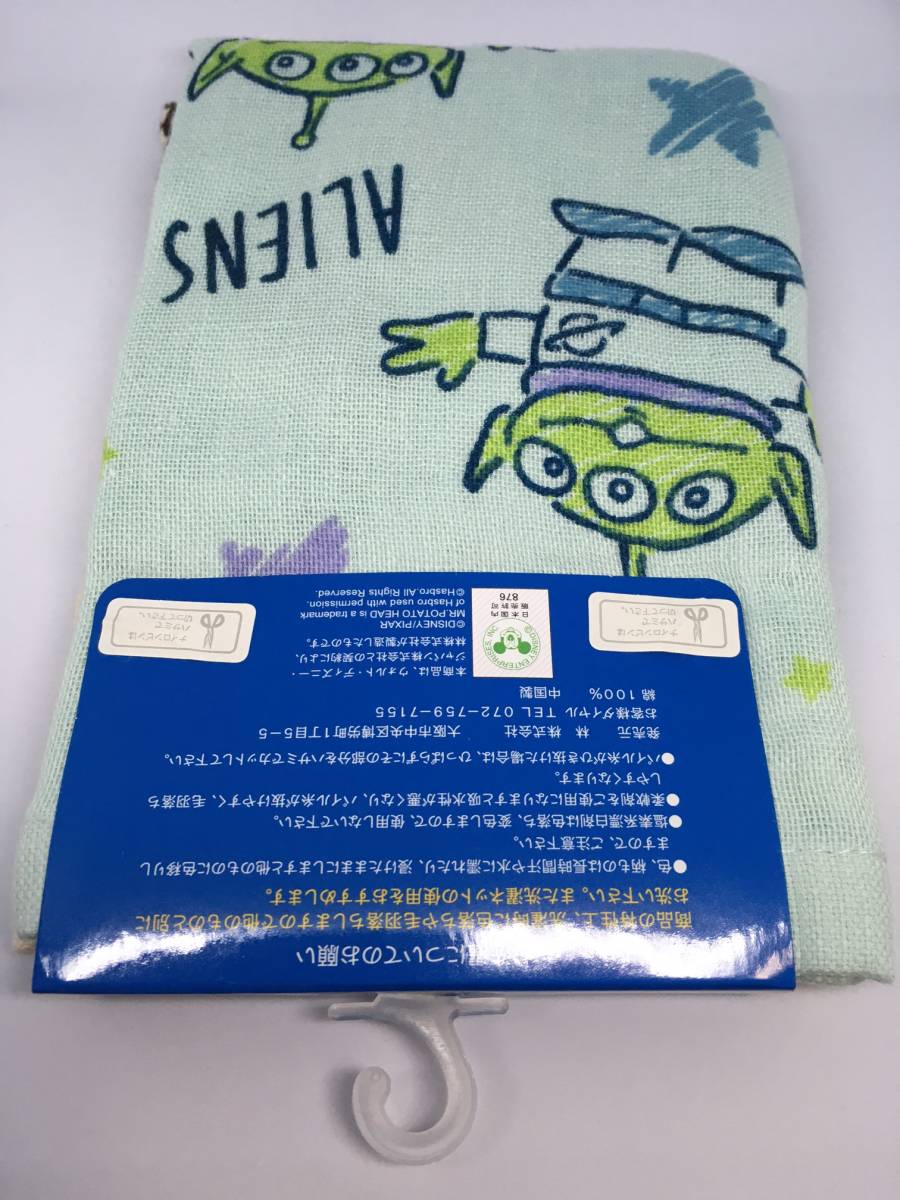 ALIENS
についてのお願い
商品の特性上、洗濯時に色落ちや毛羽落ちしますので他のものと別に
お洗い下さい。また洗濯ネットの使用をおすすめします。
●色、柄ものは長時間汗や水に濡れたり、浸けたままにしますと他のものに色移りし
ますので、ご注意下さい。
●塩素系漂白剤は色落ち、変色しますので、使用しないで下さい。
●柔軟剤をご使用になりますと吸水性が悪くなり、パイル糸が抜けやすく、毛羽落ち
しやすくなります。
●パイル糸がひき抜けた場合は、ひっぱらずにその部分をハサミでカットして下さい。
発売元 林 株式会社 大阪市中央区博労町1丁目5-5
お客様ダイヤル TEL 072-759-7155
綿100% 中国製
本商品は、ウォルト・ディズニー・
ジャパン株式会社との契約により、
林株式会社が製造したものです。
©DISNEY/PIXAR
MR.POTATO HEAD is a trademark
of Hasbro used with permission.
©Hasbro.All Rights Reserved.
©DISNEY ENTERPRISES, INC.
日本国内
販売許可
876
ナイロンピンは
ハサミで
切って下さい。
ナイロンピンは
ハサミで
切って下さい。